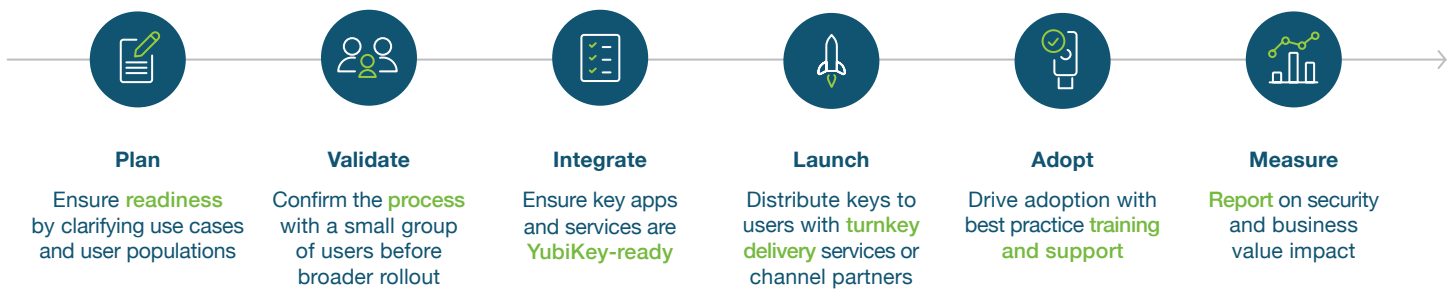 Plan
Ensure readiness
by clarifying use cases
and user populations
Validate
Confirm the process
with a small group
of users before
broader rollout
Integrate
Ensure key apps
and services are
YubiKey-ready
Launch
Distribute keys to
users with turnkey
delivery services or
channel partners
Adopt
Drive adoption with
best practice training
and support
Measure
Report on security
and business
value impact